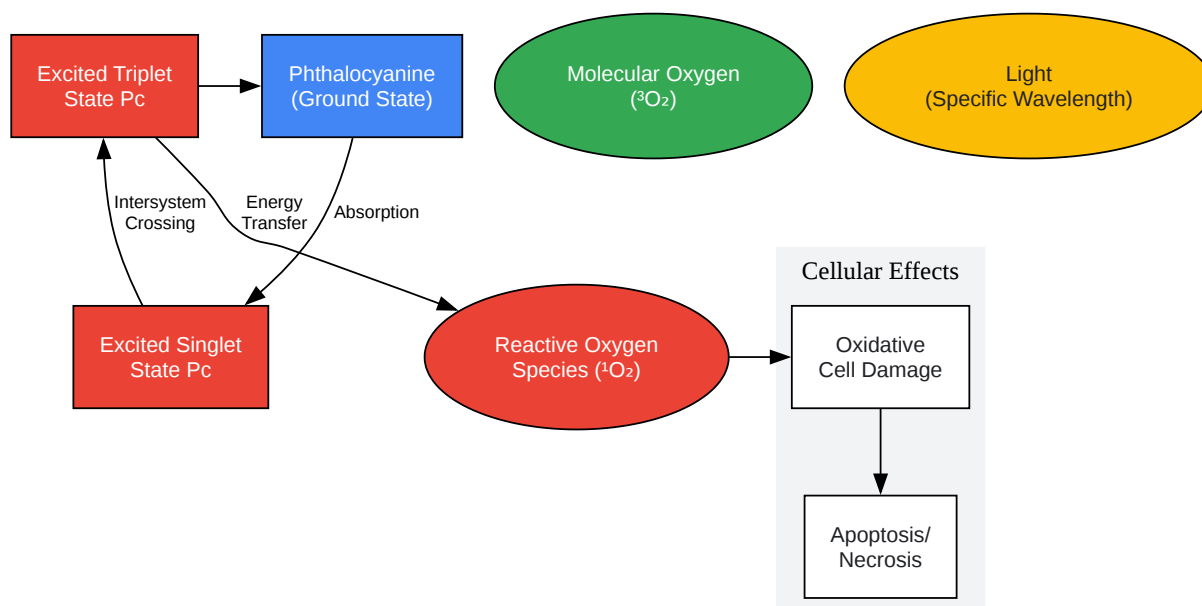 Excited Triplet
State Pc
Phthalocyanine
(Ground State)
Molecular Oxygen
(³O₂)
Light
(Specific Wavelength)
Intersystem
Crossing
Energy
Transfer
Absorption
Excited Singlet
State Pc
Reactive Oxygen
Species (¹O₂)
Cellular Effects
Oxidative
Cell Damage
Apoptosis/
Necrosis